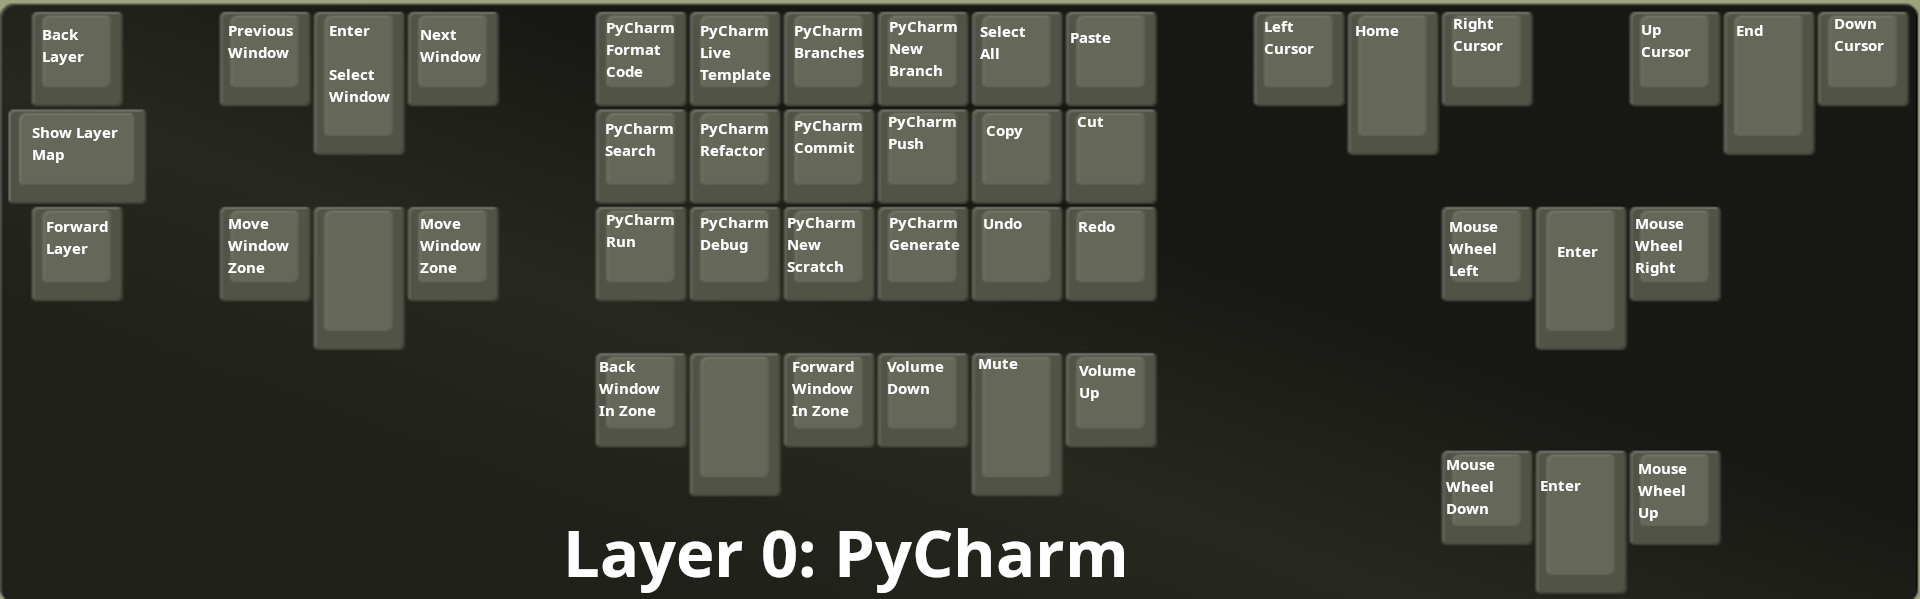 Back
Layer
Previous
Window
Enter
Select
Window
Next
Window
PyCharm
Format
Code
PyCharm
Live
Template
PyCharm
Branches
PyCharm
New
Branch
Select
All
Paste
Left
Cursor
Home
Right
Cursor
Up
Cursor
End
Down
Cursor
Show Layer
Map
PyCharm
Search
PyCharm
Refactor
PyCharm
Commit
PyCharm
Push
Copy
Cut
Forward
Layer
Move
Window
Zone
Move
Window
Zone
PyCharm
Run
PyCharm
Debug
PyCharm
New
Scratch
PyCharm
Generate
Undo
Redo
Mouse
Wheel
Left
Enter
Mouse
Wheel
Right
Back
Window
In Zone
Forward
Window
In Zone
Volume
Down
Mute
Volume
Up
Mouse
Wheel
Down
Enter
Mouse
Wheel
Up
Layer 0: PyCharm